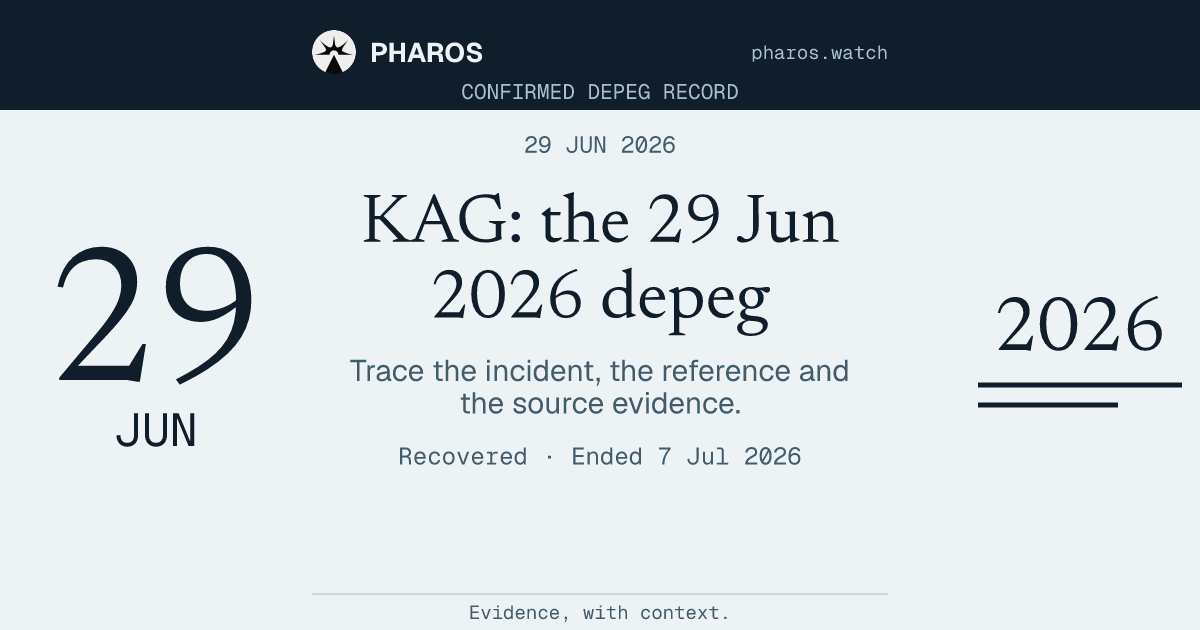 PHAROS
pharos.watch
CONFIRMED DEPEG RECORD
29 JUN 2026
KAG: the 29 Jun
2026 depeg
Trace the incident, the reference and
the source evidence.
Recovered · Ended 7 Jul 2026
29
JUN
2026
Evidence, with context.